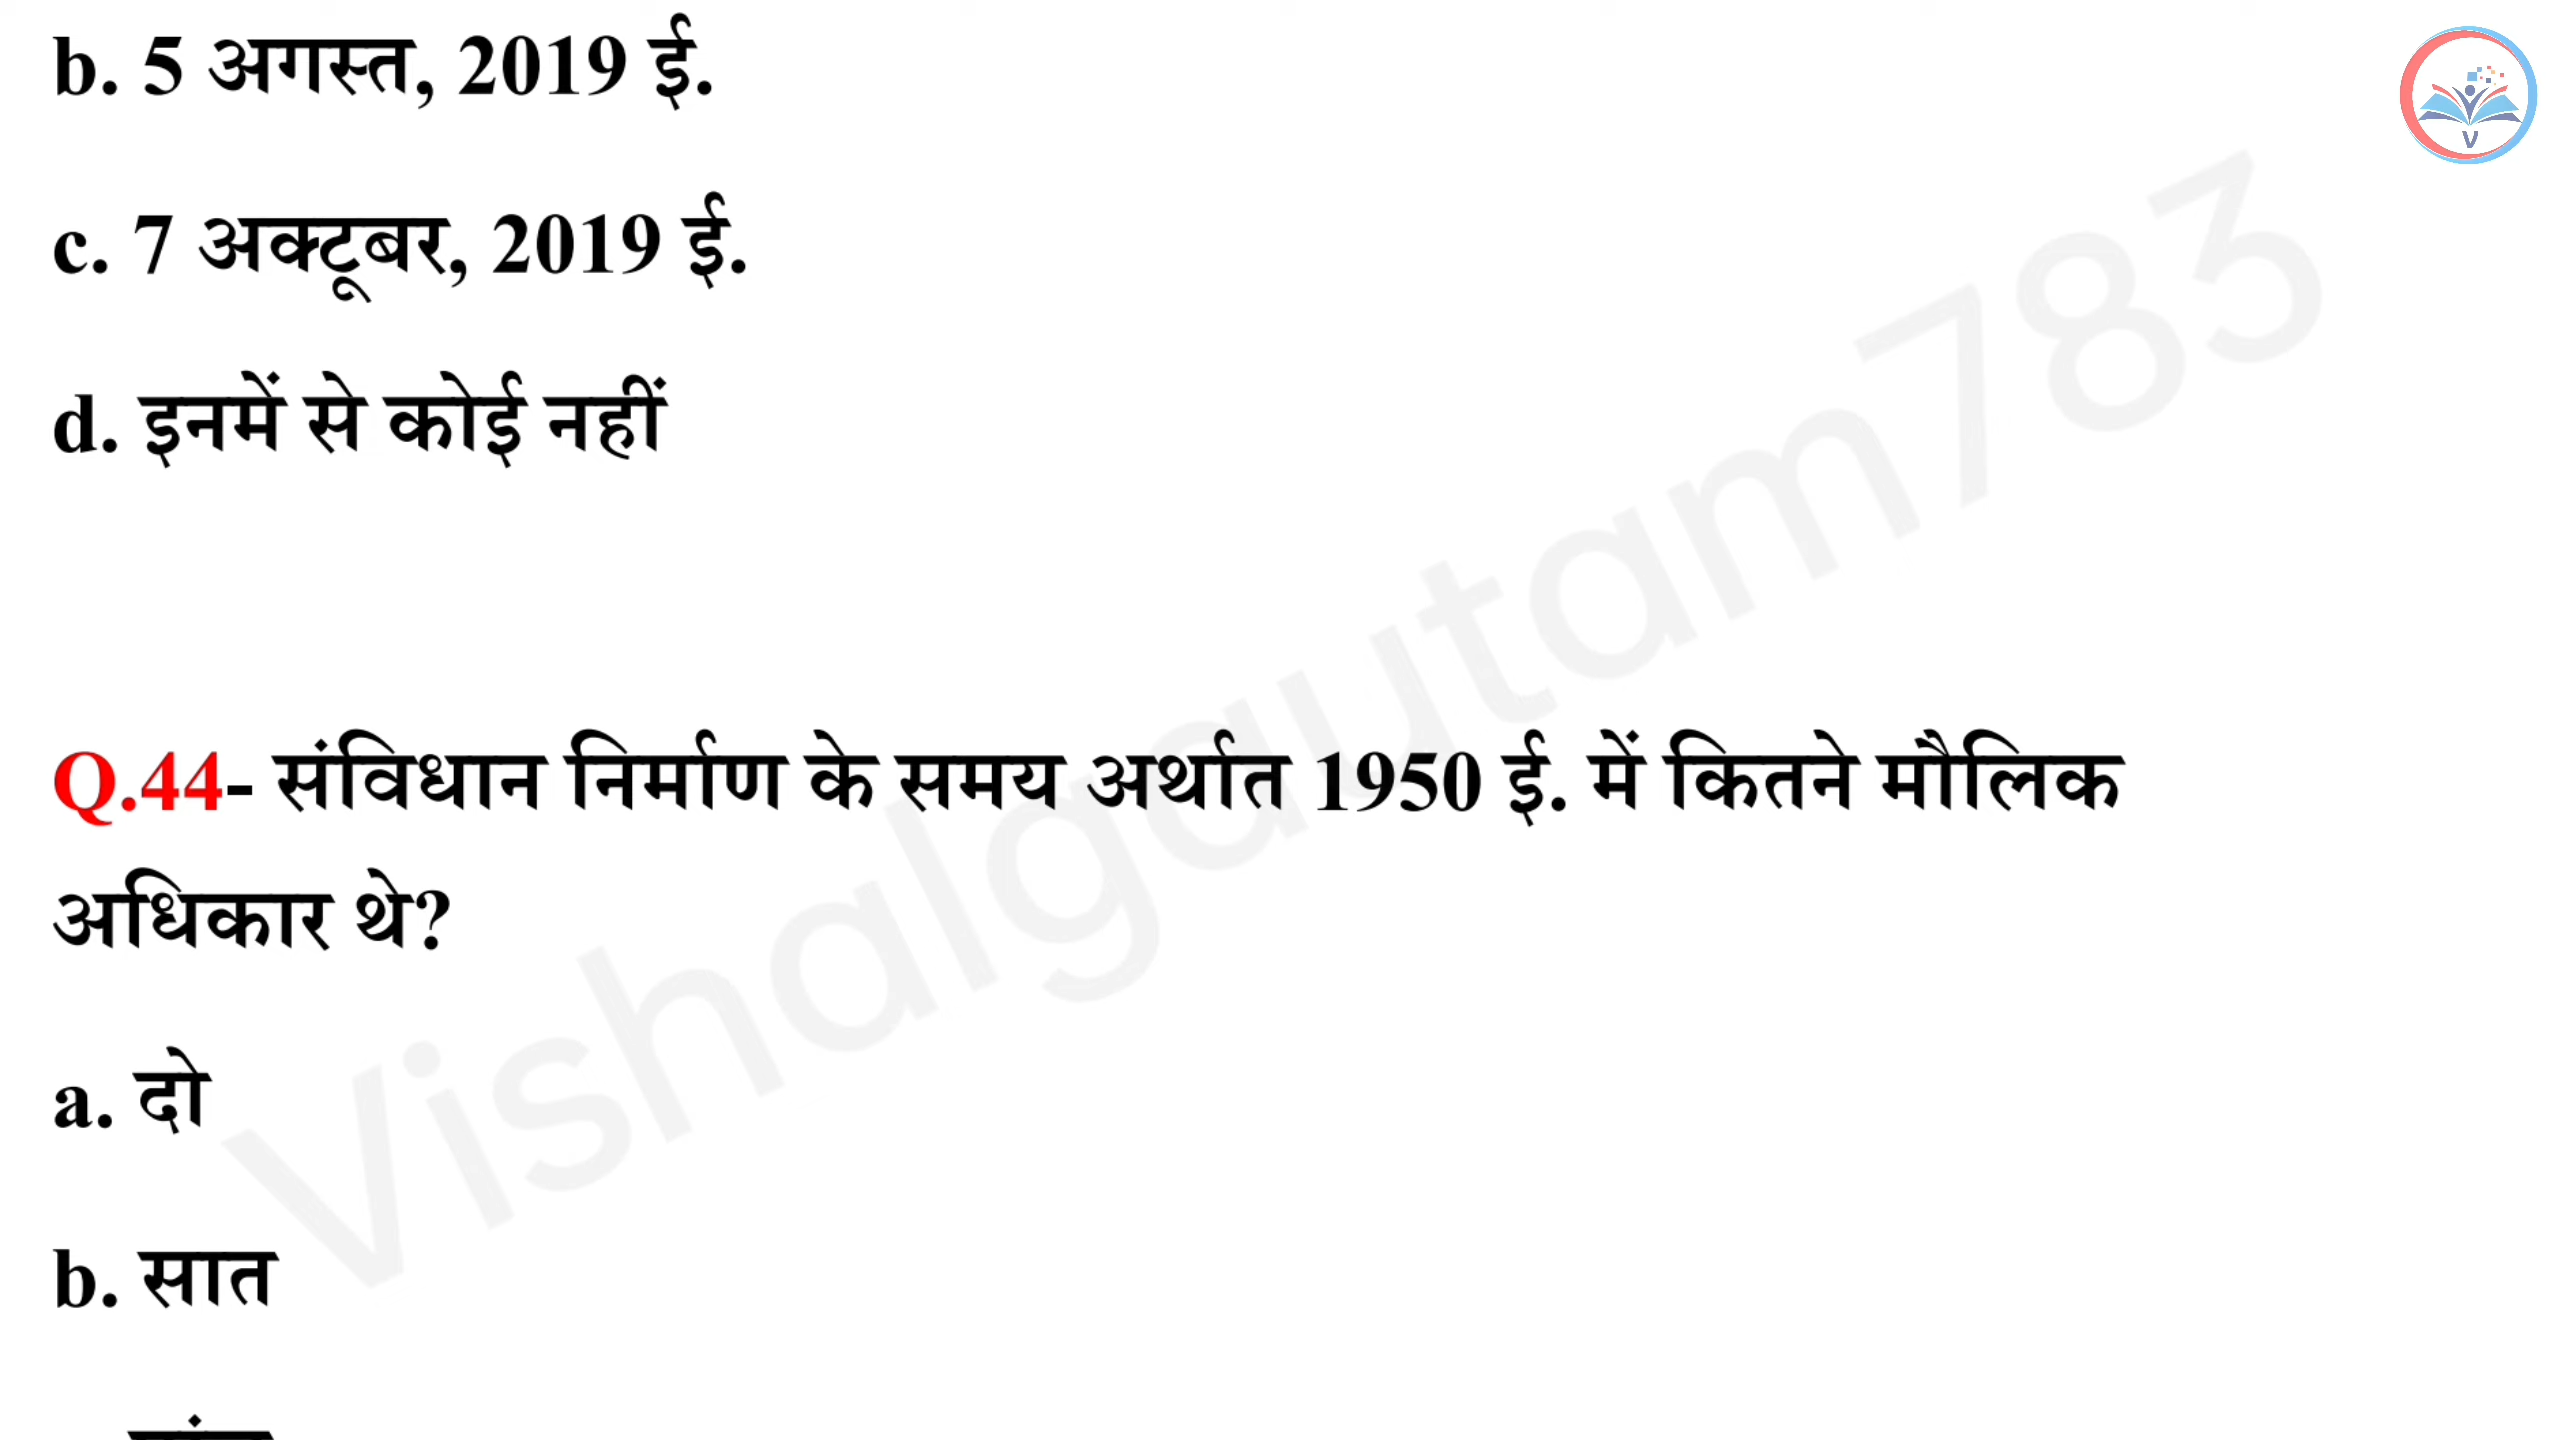 b. 5 अगस्त, 2019 ई.
c. 7 अक्टूबर, 2019 ई.
d. इनमें से कोई नहीं
Q.44- संविधान निर्माण के समय अर्थात 1950 ई. में कितने मौलिक
अधिकार थे?
a. दो
b. सात
Vishalgautam783
V